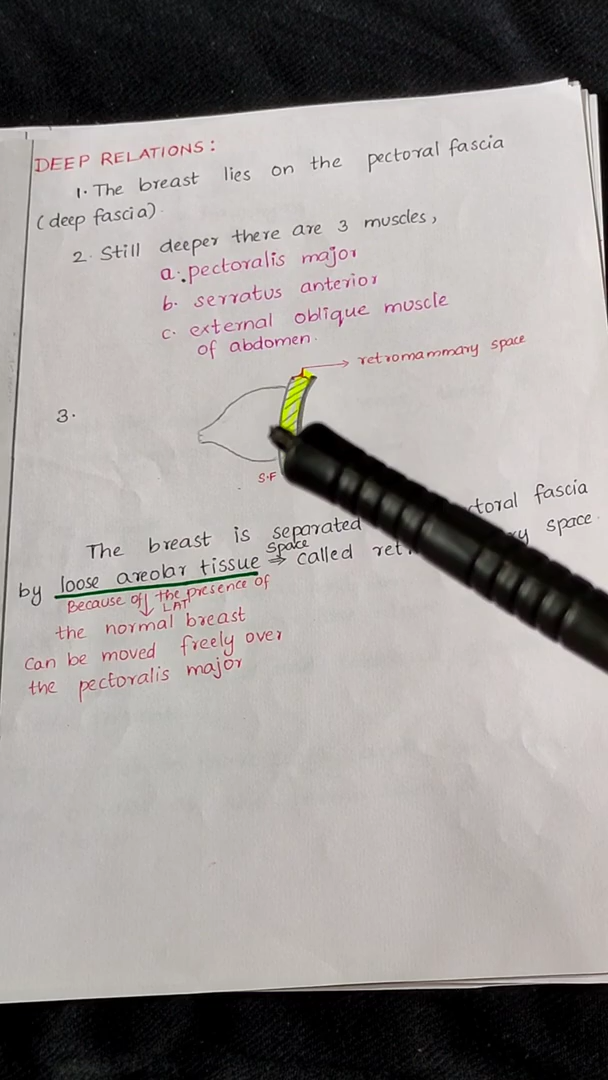 DEEP RELATIONS:
1. The breast lies on the pectoral fascia
(deep fascia).
2. Still deeper there are 3 muscles,
a. pectoralis major
b. serratus anterior
c. external oblique muscle
of abdomen.
retromammary space
3.
S.F
The breast is separated toral fascia
by loose areolar tissue space ⇒ called ret y space.
Because of the presence of
↓ LAT
the normal breast
can be moved freely over
the pectoralis major